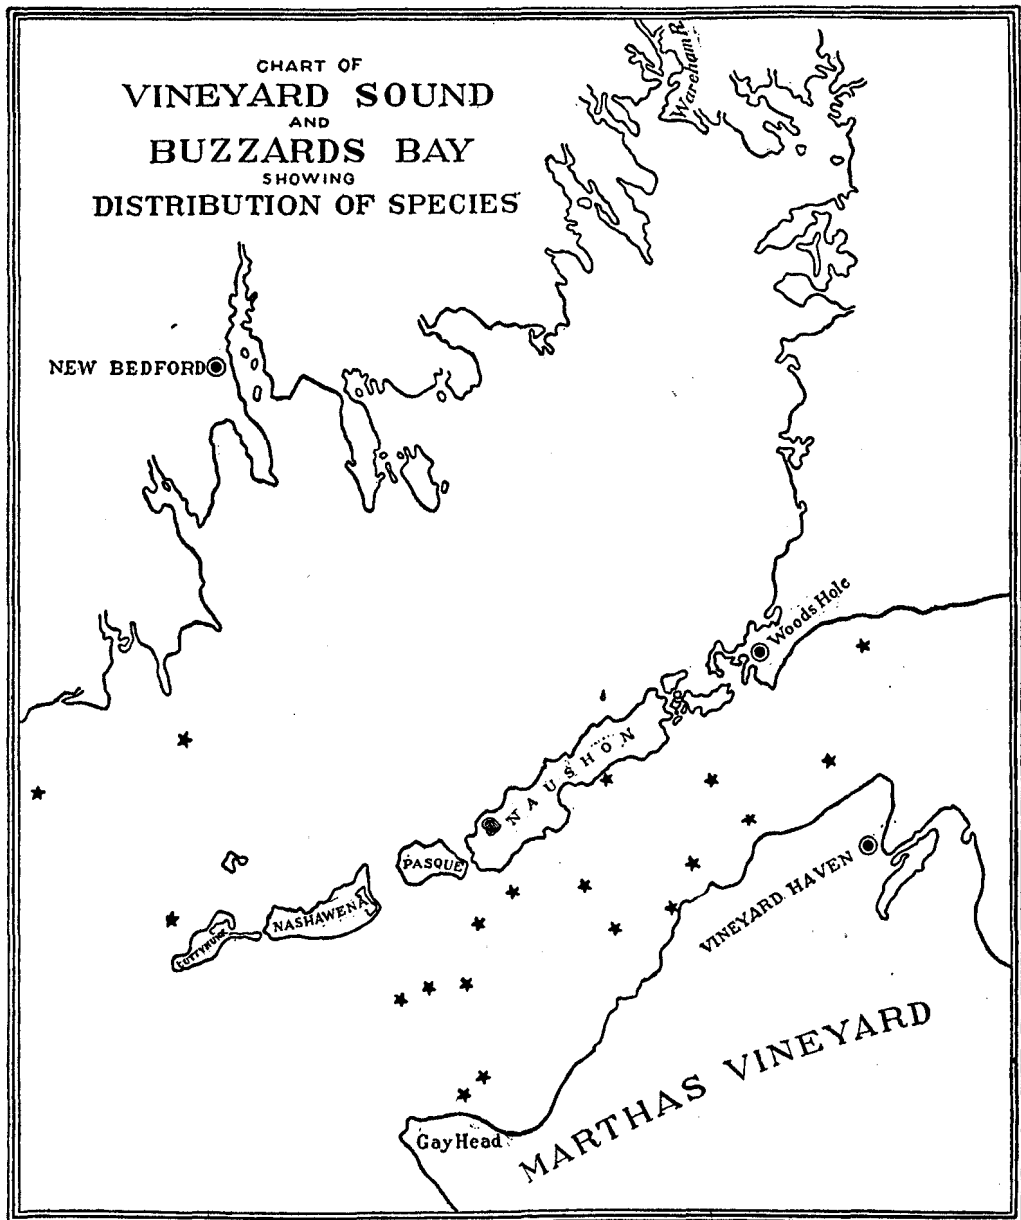 CHART OF
VINEYARD SOUND
AND
BUZZARDS BAY
SHOWING
DISTRIBUTION OF SPECIES
Wareham R.
NEW BEDFORD
Woods Hole
NAUSHON
PASQUE
NASHAWENA
CUTTYHUNK
VINEYARD HAVEN
MARTHAS VINEYARD
Gay Head